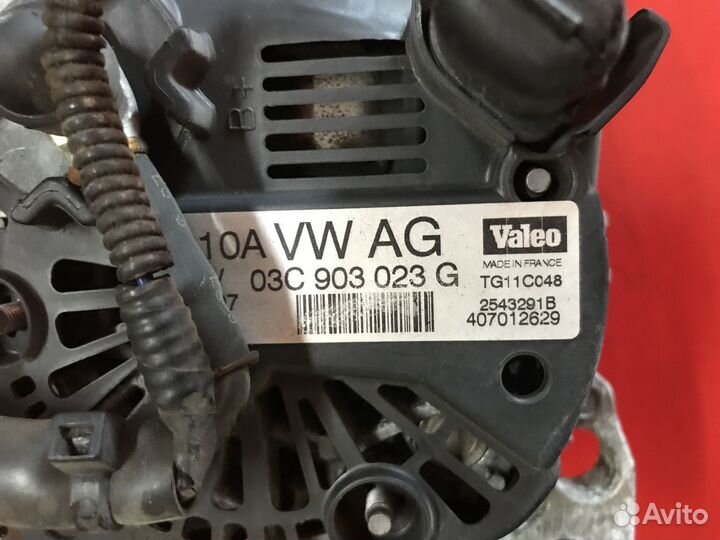 B+
10A VW AG
Valeo
MADE IN FRANCE
03C 903 023 G
TG11C048
2543291B
407012629
Avito